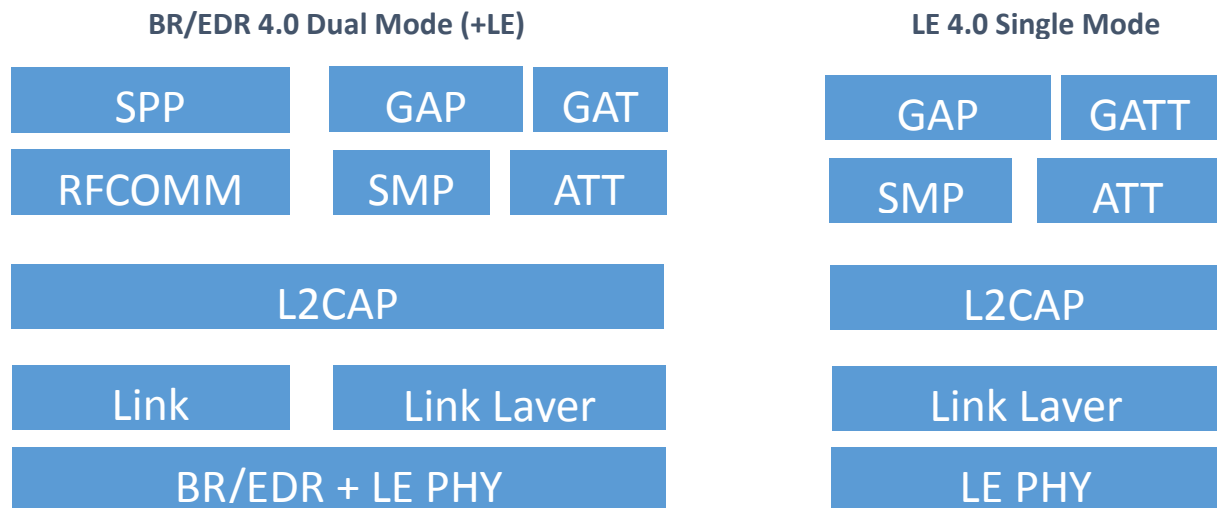 BR/EDR 4.0 Dual Mode (+LE)
SPP
GAP
GAT
RFCOMM
SMP
ATT
L2CAP
Link
Link Laver
BR/EDR + LE PHY
LE 4.0 Single Mode
GAP
GATT
SMP
ATT
L2CAP
Link Laver
LE PHY